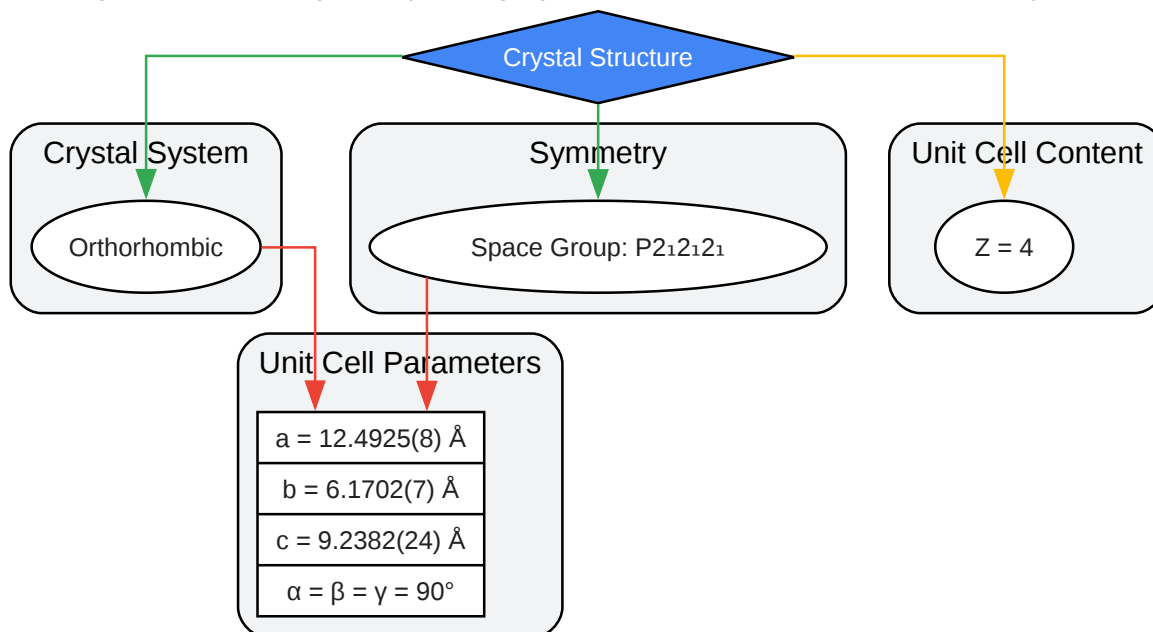 Crystal Structure
Crystal System
Symmetry
Unit Cell Content
Orthorhombic
Space Group: P2₁2₁2₁
Z = 4
Unit Cell Parameters
a = 12.4925(8) Å
b = 6.1702(7) Å
c = 9.2382(24) Å
α = β = γ = 90°